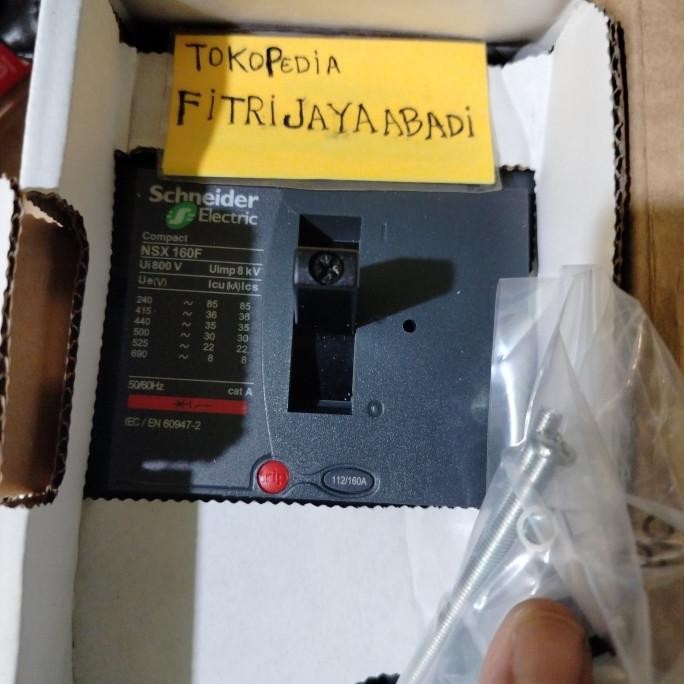 TOKOPEDIA
FITRIJAYAABADI
Schneider
Electric
Compact
NSX 160F
Ui 800 V Uimp 8 kV
Ue(V) Icu (kA) Ics
240 ~ 85 85
415 ~ 36 36
440 ~ 35 35
500 ~ 30 30
525 ~ 22 22
690 ~ 8 8
50/60Hz cat A
IEC / EN 60947-2
112/160A